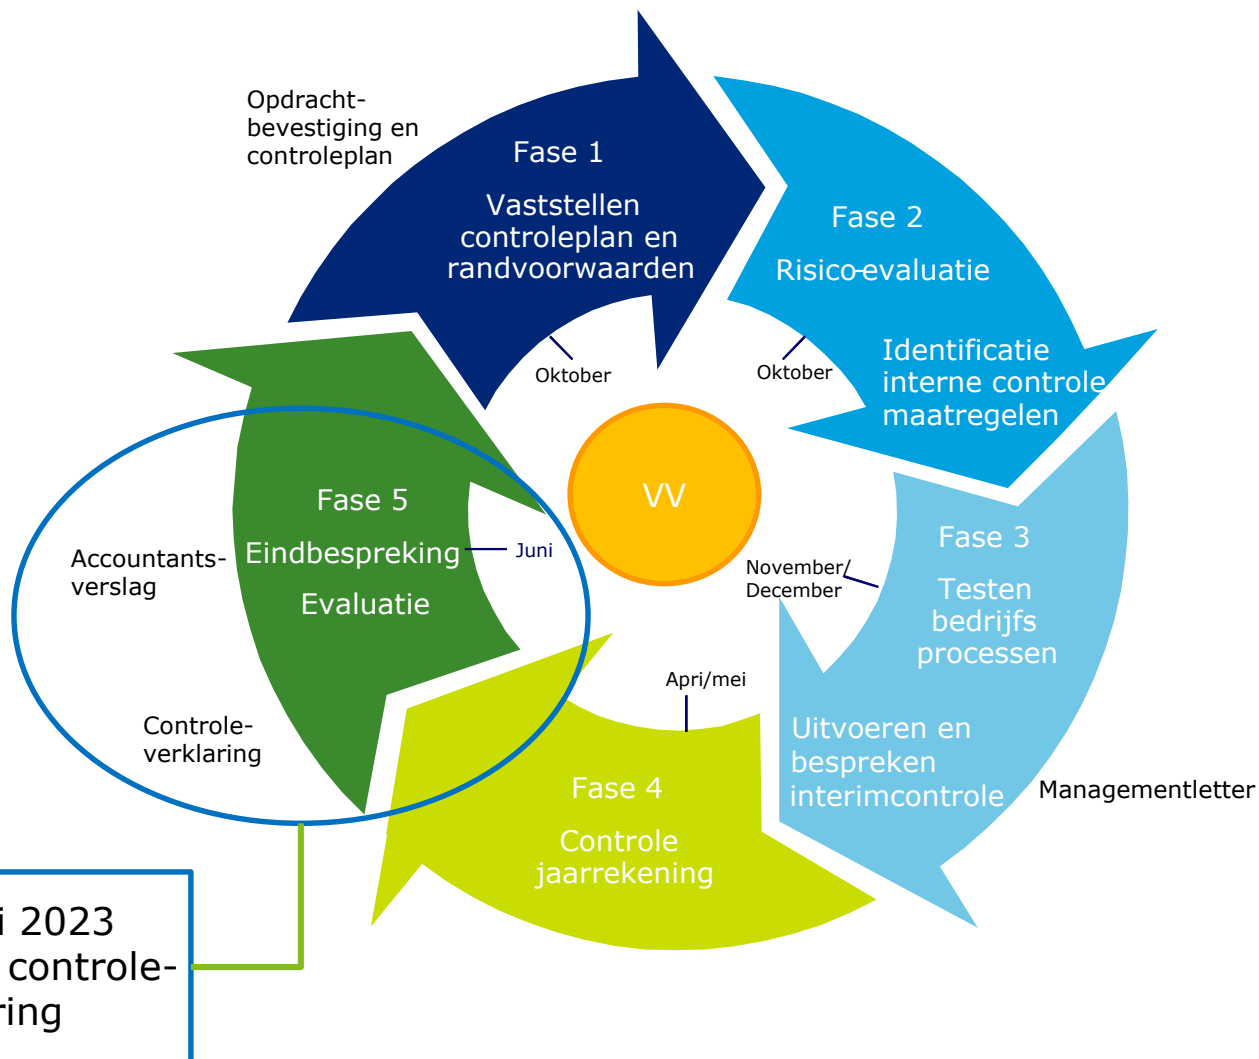 Opdracht-
bevestiging en
controleplan
Fase 1
Vaststellen
controleplan en
randvoorwaarden
Oktober
Fase 2
Risico-evaluatie
Identificatie
interne controle
maatregelen
Oktober
VV
Fase 3
Testen
bedrijfs
processen
Uitvoeren en
bespreken
interimcontrole
November/
December
Managementletter
Apri/mei
Fase 4
Controle
jaarrekening
Fase 5
Eindbespreking
Evaluatie
Juni
Accountants-
verslag
Controle-
verklaring
2023
controle-